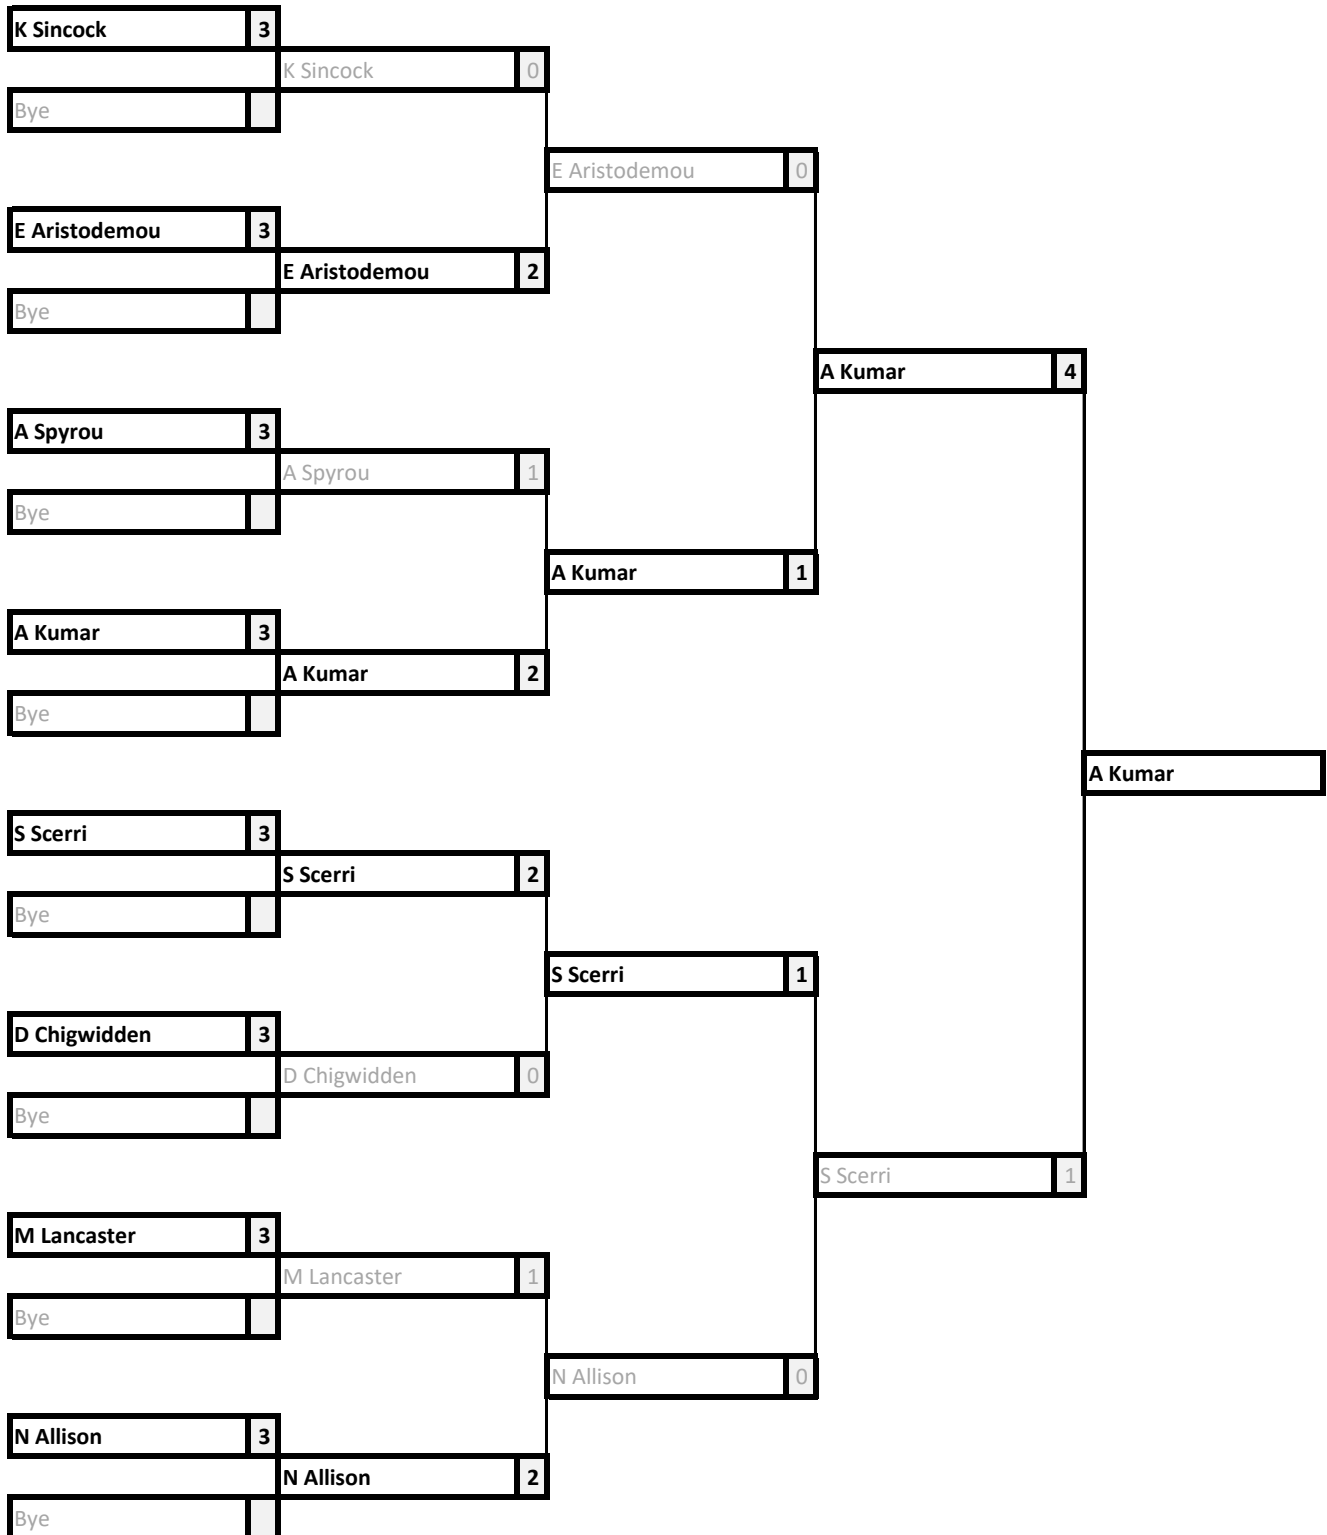 K Sincock 3
K Sincock 0
Bye
E Aristodemou 0
E Aristodemou 3
E Aristodemou 2
Bye
A Kumar 4
A Spyrou 3
A Spyrou 1
Bye
A Kumar 1
A Kumar 3
A Kumar 2
Bye
A Kumar
S Scerri 3
S Scerri 2
Bye
S Scerri 1
D Chigwidden 3
D Chigwidden 0
Bye
S Scerri 1
M Lancaster 3
M Lancaster 1
Bye
N Allison 0
N Allison 3
N Allison 2
Bye